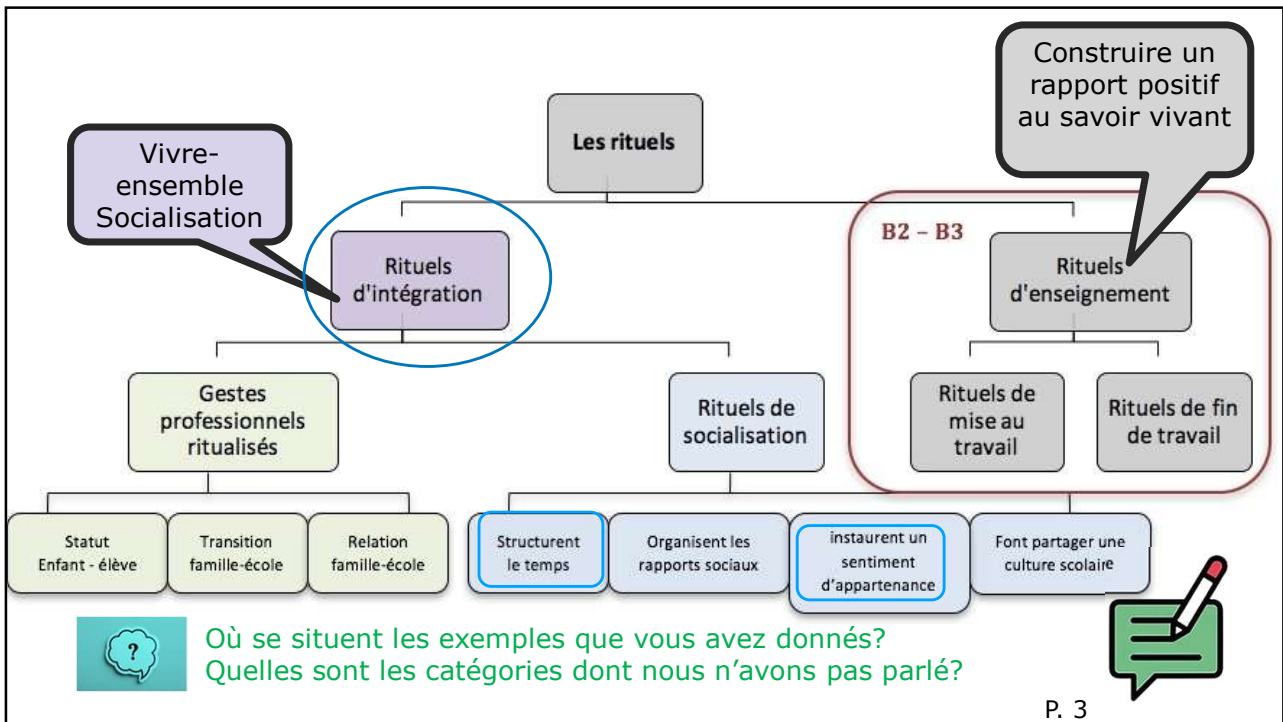 Construire un
rapport positif
au savoir vivant
Les rituels
Vivre-
ensemble
Socialisation
B2 – B3
Rituels
d'intégration
Rituels
d'enseignement
Gestes
professionnels
ritualisés
Rituels de
socialisation
Rituels de
mise au
travail
Rituels de fin
de travail
Statut
Enfant - élève
Transition
famille-école
Relation
famille-école
Structurent
le temps
Organisent les
rapports sociaux
instaurent un
sentiment
d'appartenance
Font partager une
culture scolaire
?
Où se situent les exemples que vous avez donnés?
Quelles sont les catégories dont nous n'avons pas parlé?
P. 3